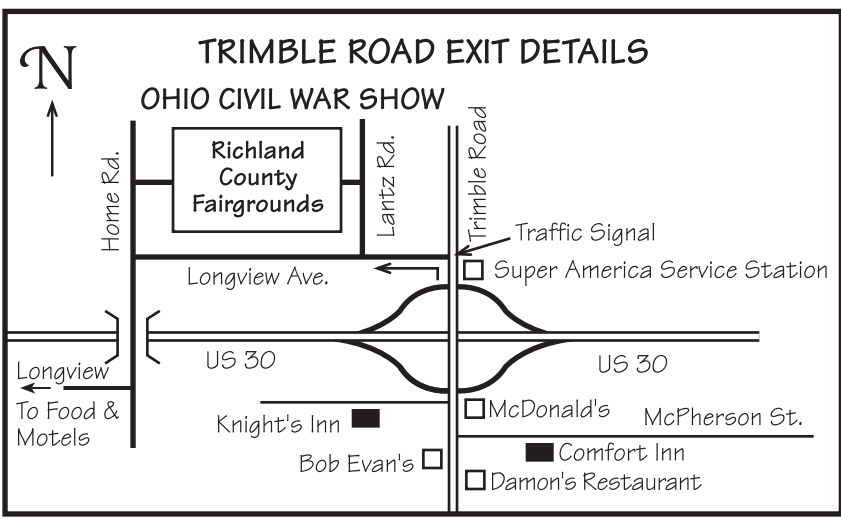 N
TRIMBLE ROAD EXIT DETAILS
OHIO CIVIL WAR SHOW
Home Rd.
Richland
County
Fairgrounds
Lantz Rd.
Trimble Road
Traffic Signal
Longview Ave.
Super America Service Station
US 30
US 30
Longview
To Food &
Motels
Knight's Inn
McDonald's
McPherson St.
Bob Evan's
Comfort Inn
Damon's Restaurant